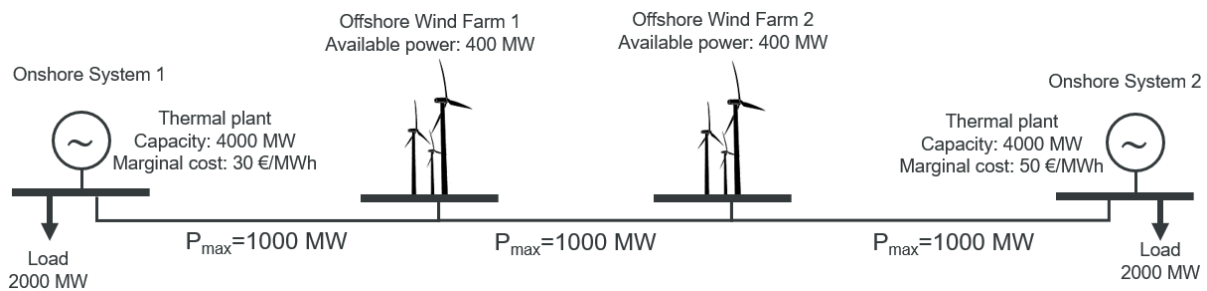 Offshore Wind Farm 1
Available power: 400 MW
Offshore Wind Farm 2
Available power: 400 MW
Onshore System 1
Thermal plant
Capacity: 4000 MW
Marginal cost: 30 €/MWh
Onshore System 2
Thermal plant
Capacity: 4000 MW
Marginal cost: 50 €/MWh
~
~
Load
2000 MW
Pmax=1000 MW
Pmax=1000 MW
Pmax=1000 MW
Load
2000 MW